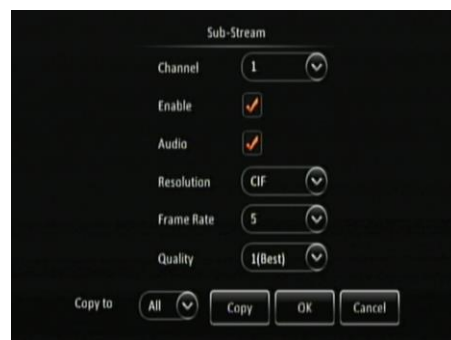 Sub-Stream
Channel 1
Enable
Audio
Resolution CIF
Frame Rate 5
Quality 1(Best)
Copy to All Copy OK Cancel